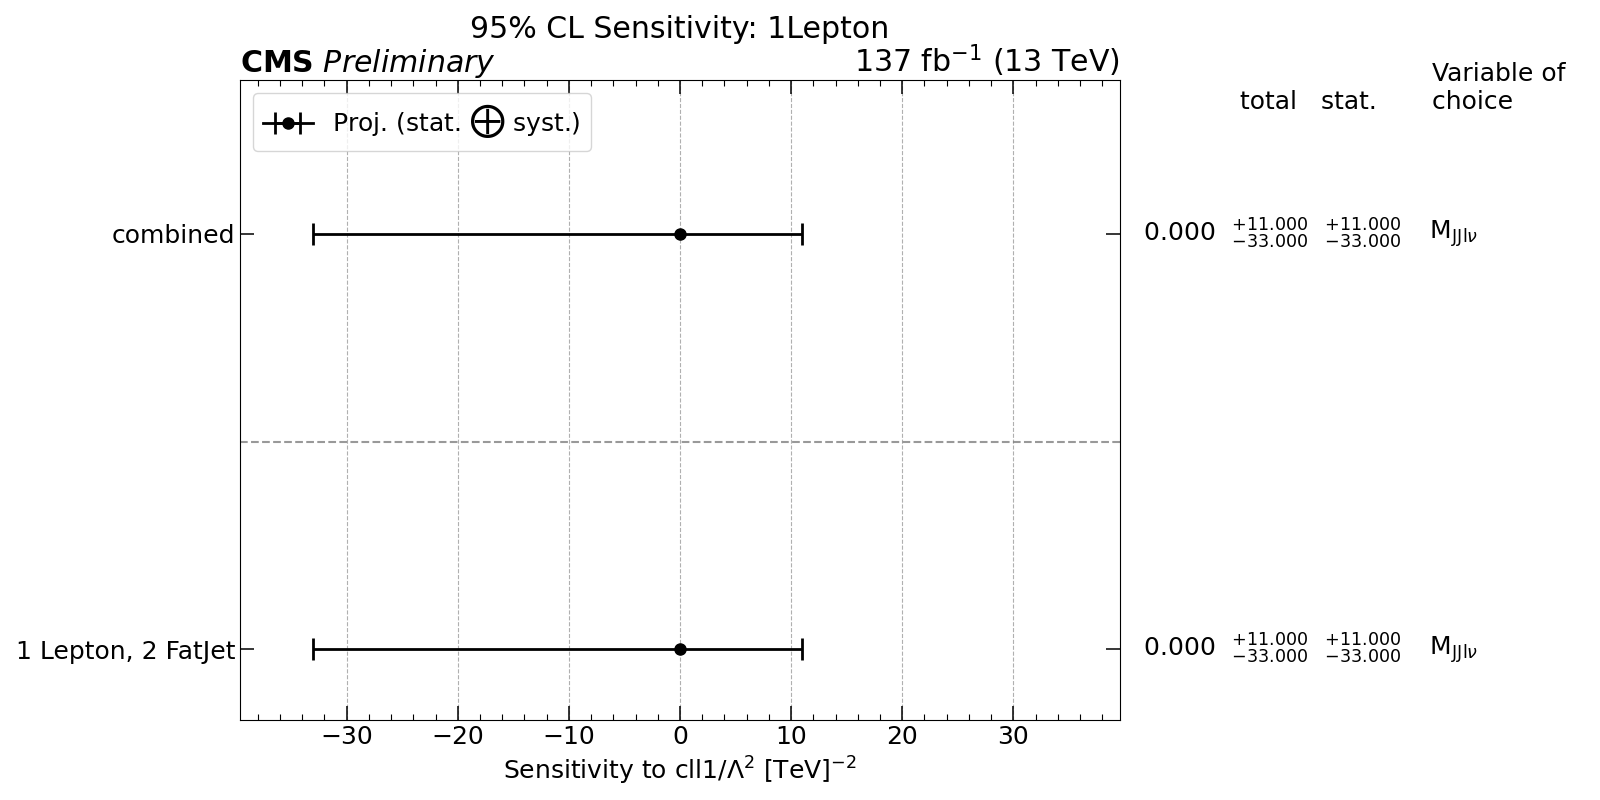 95% CL Sensitivity: 1Lepton
CMS Preliminary 137 fb⁻¹ (13 TeV)
Variable of
total stat. choice
Proj. (stat. ⨁ syst.)
combined 0.000 +11.000 −33.000 +11.000 −33.000 M_JJlν
1 Lepton, 2 FatJet 0.000 +11.000 −33.000 +11.000 −33.000 M_JJlν
−30 −20 −10 0 10 20 30
Sensitivity to cll1/Λ² [TeV]⁻²